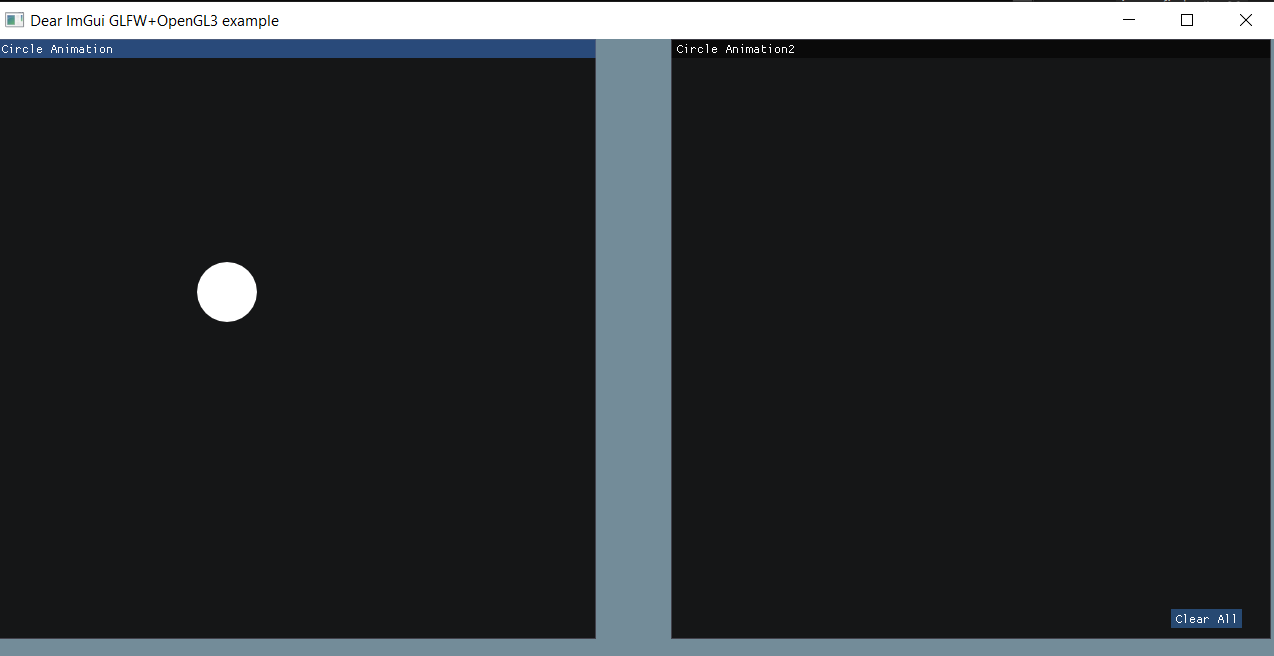 Dear ImGui GLFW+OpenGL3 example
Circle Animation
Circle Animation2
Clear All